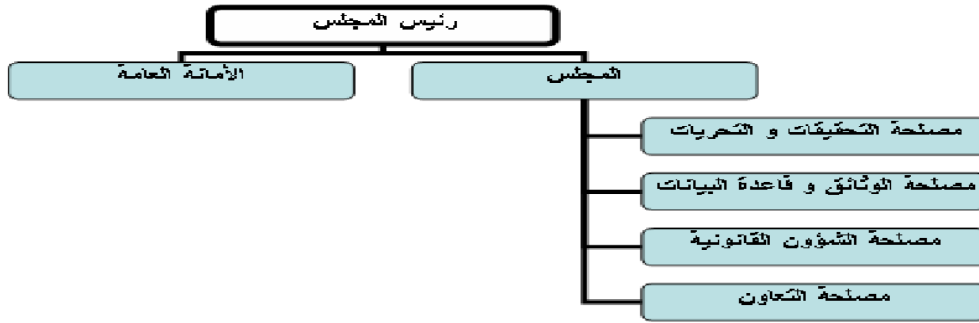 رئيس المجلس
المجلس
الأمانة العامة
مصلحة التحقيقات و التحريات
مصلحة الوثائق و قاعدة البيانات
مصلحة الشؤون القانونية
مصلحة التعاون